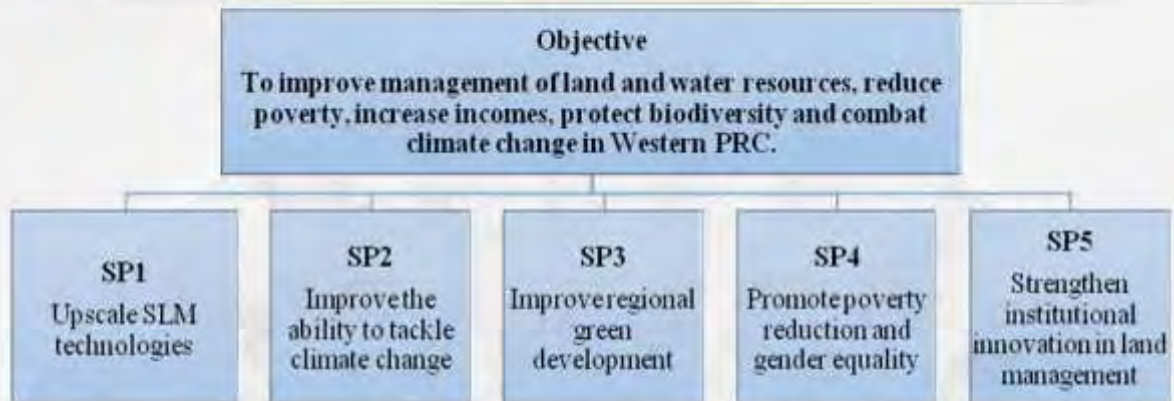 Objective
To improve management of land and water resources, reduce
poverty, increase incomes, protect biodiversity and combat
climate change in Western PRC.
SP1
Upscale SLM
technologies
SP2
Improve the
ability to tackle
climate change
SP3
Improve regional
green
development
SP4
Promote poverty
reduction and
gender equality
SP5
Strengthen
institutional
innovation in land
management